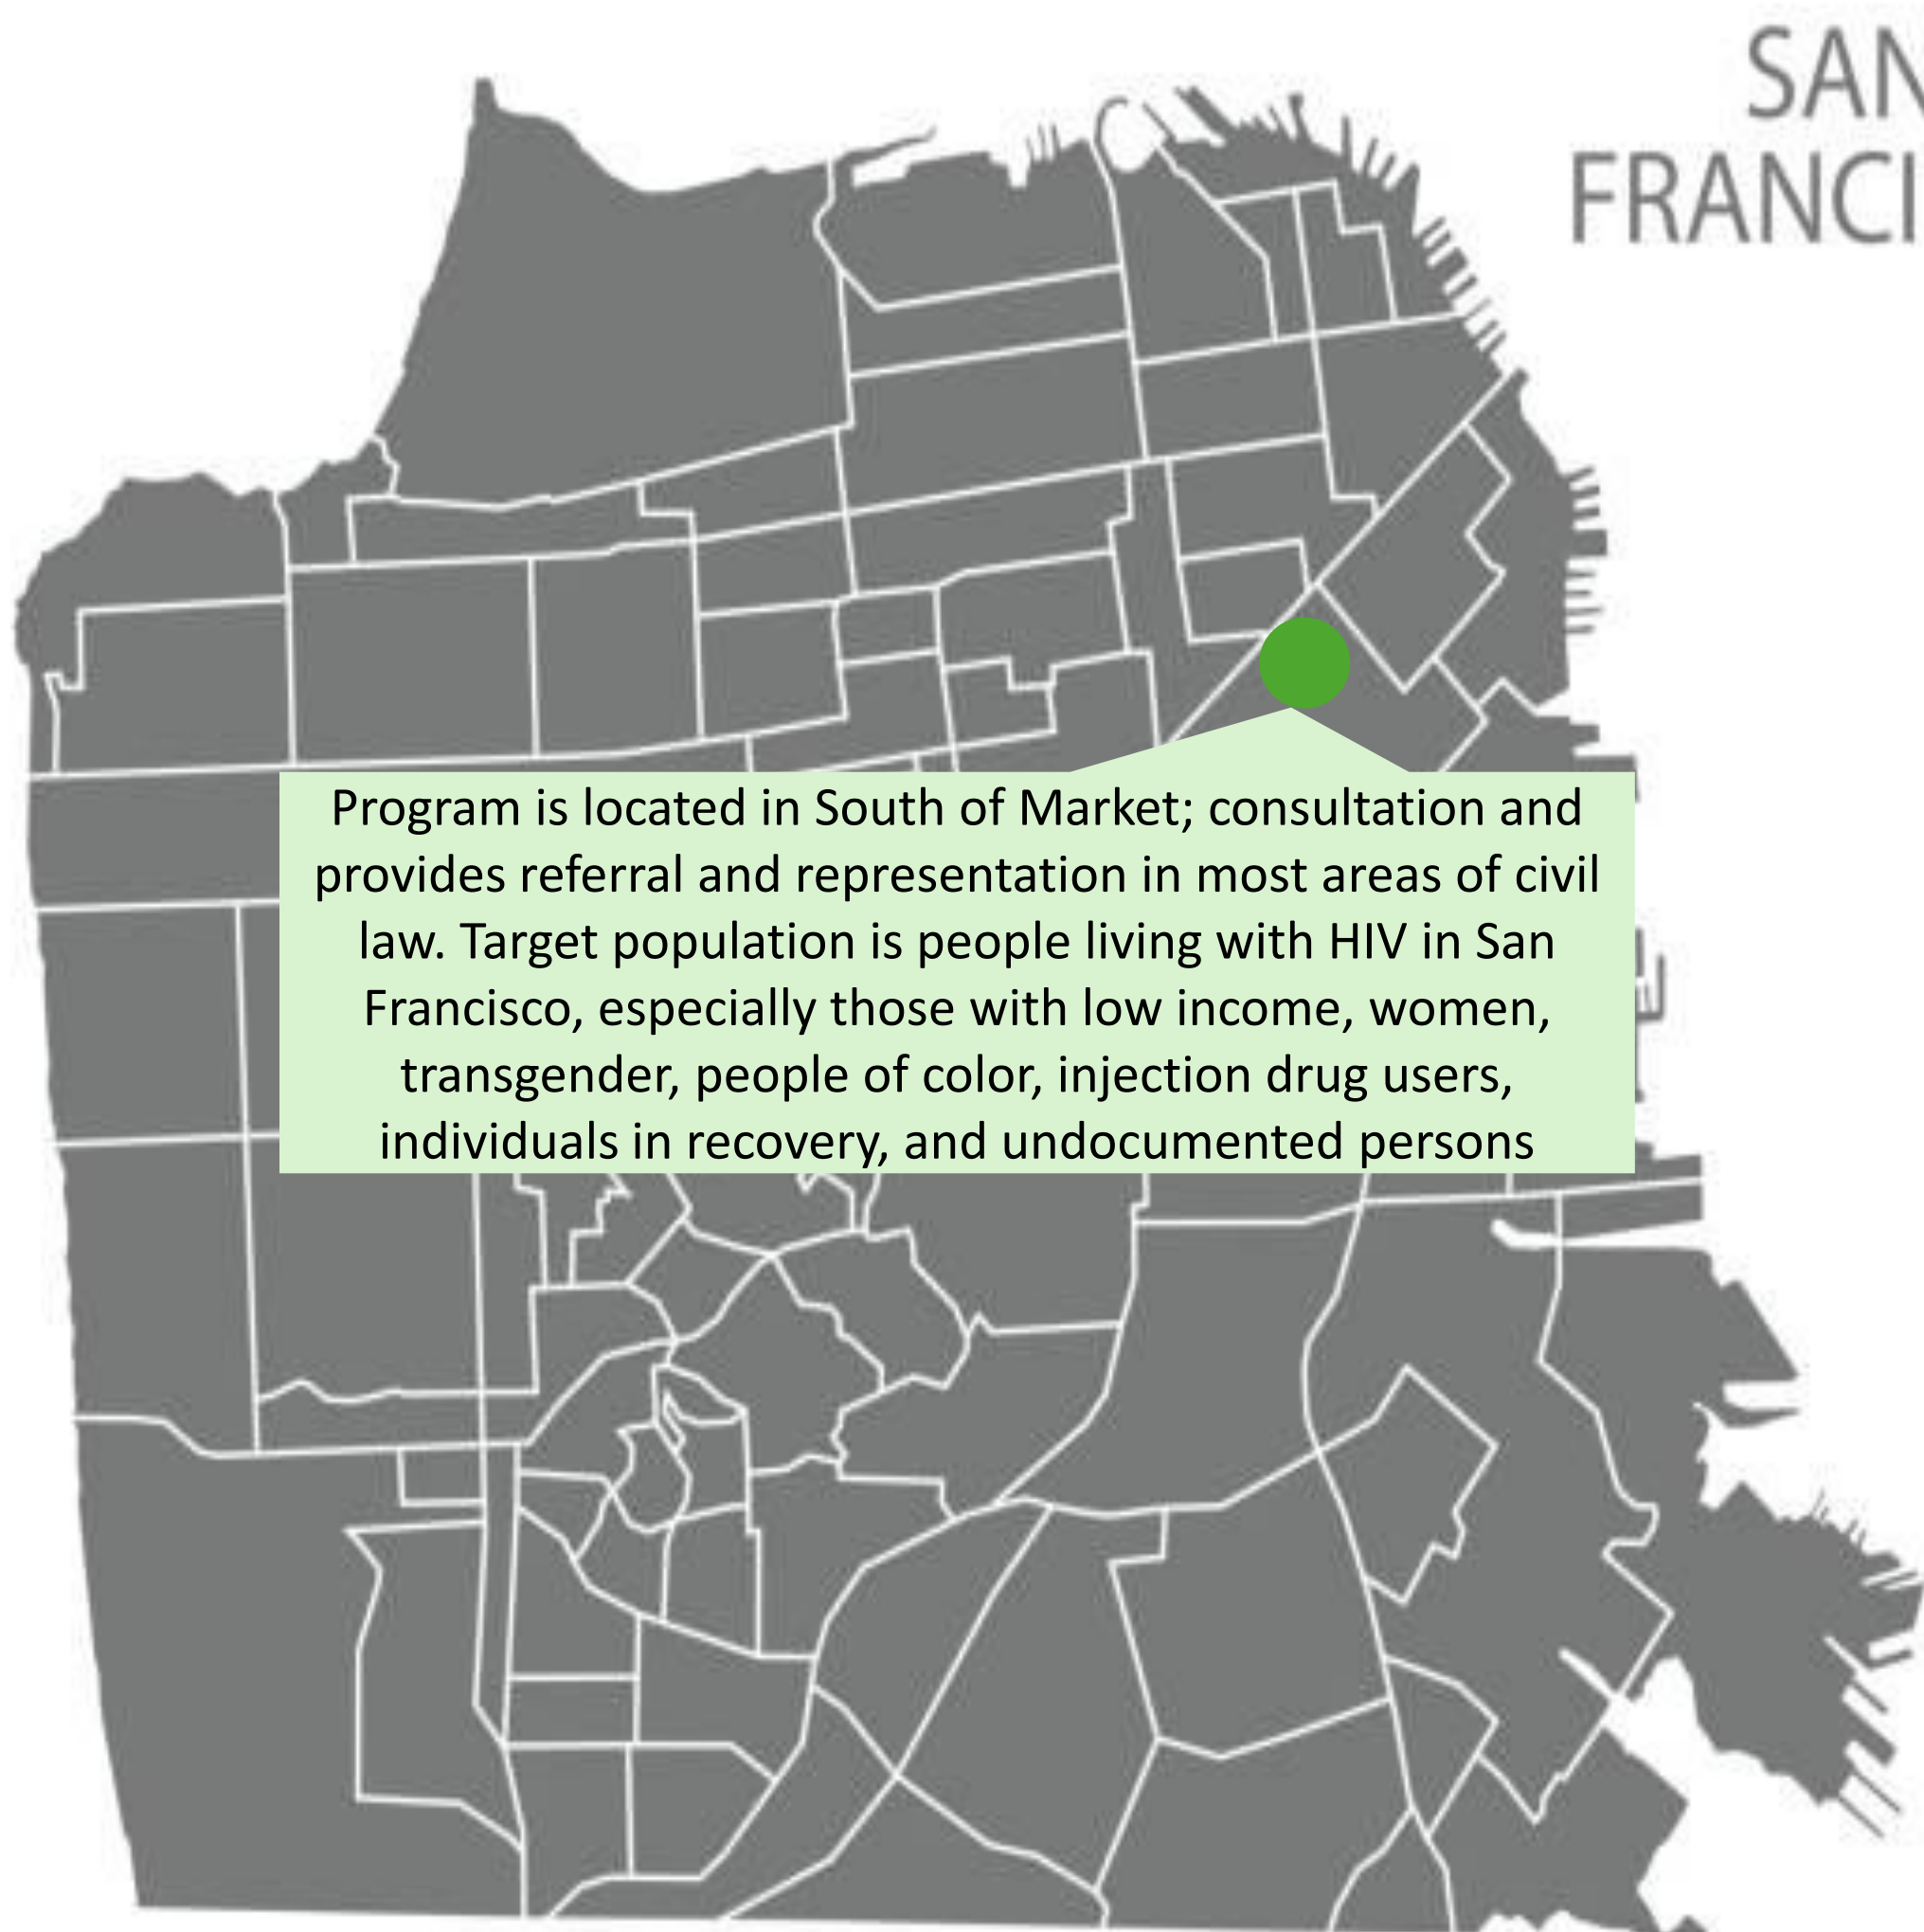 SAN
FRANCI
Program is located in South of Market; consultation and
provides referral and representation in most areas of civil
law. Target population is people living with HIV in San
Francisco, especially those with low income, women,
transgender, people of color, injection drug users,
individuals in recovery, and undocumented persons